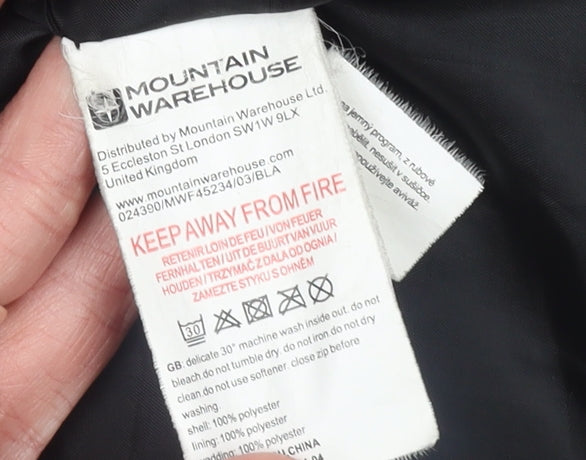 MOUNTAIN
WAREHOUSE
Distributed by Mountain Warehouse Ltd.
5 Eccleston St London SW1W 9LX
United Kingdom
www.mountainwarehouse.com
024390/MWF45234/03/BLA
KEEP AWAY FROM FIRE
RETENIR LOIN DE FEU / VON FEUER
FERNHALTEN / UIT DE BUURT VAN VUUR
HOUDEN / TRZYMAĆ Z DALA OD OGNIA /
ZAMEZTE STYKU S OHNĚM
30
GB. delicate 30° machine wash inside out. do not
bleach do not tumble dry. do not iron do not dry
clean do not use softener. close zip before
washing.
shell: 100% polyester
lining: 100% polyester
100% polyester
CHINA
04
jemny program, z rubové
nesušit v sušičce.
aviváž.